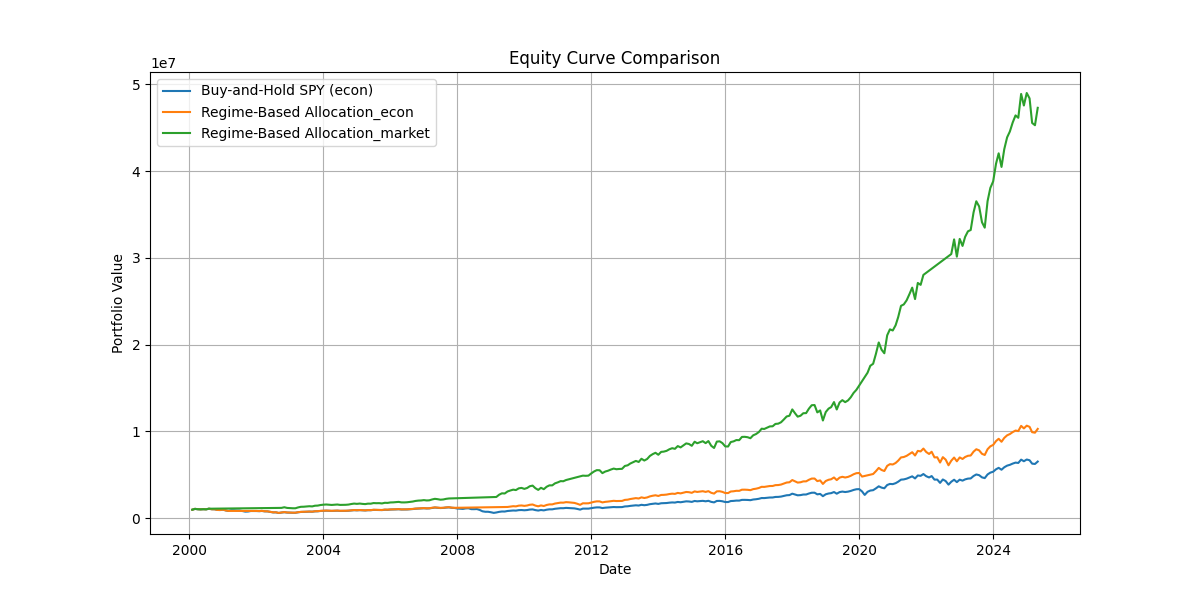 Equity Curve Comparison
1e7
Buy-and-Hold SPY (econ)
Regime-Based Allocation_econ
Regime-Based Allocation_market
5
4
3
2
1
0
Portfolio Value
2000 2004 2008 2012 2016 2020 2024
Date